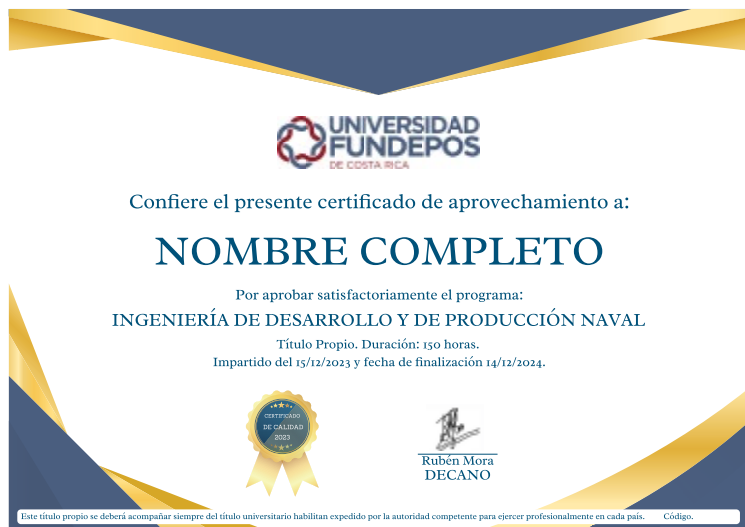 UNIVERSIDAD
FUNDEPOS
DE COSTA RICA
Confiere el presente certificado de aprovechamiento a:
NOMBRE COMPLETO
Por aprobar satisfactoriamente el programa:
INGENIERÍA DE DESARROLLO Y DE PRODUCCIÓN NAVAL
Título Propio. Duración: 150 horas.
Impartido del 15/12/2023 y fecha de finalización 14/12/2024.
CERTIFICADO
DE CALIDAD
2023
Rubén Mora
DECANO
Este título propio se deberá acompañar siempre del título universitario habilitan expedido por la autoridad competente para ejercer profesionalmente en cada país. Código.